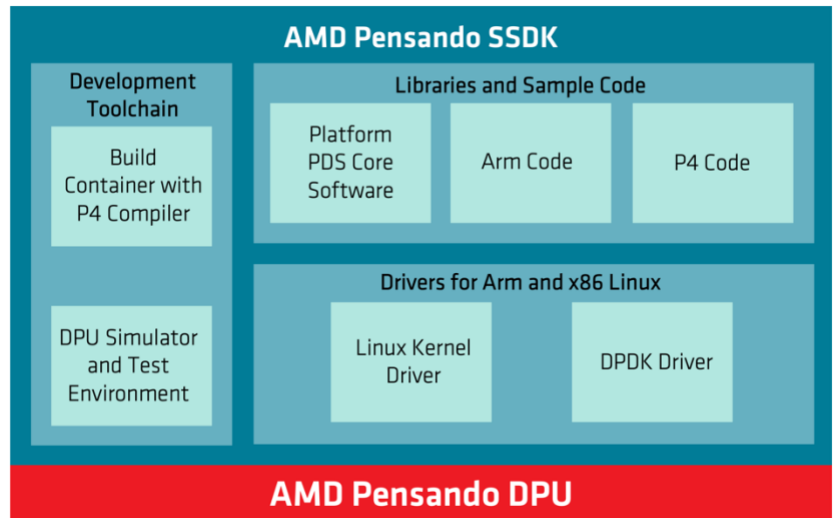 AMD Pensando SSDK
Development
Toolchain
Build
Container with
P4 Compiler
DPU Simulator
and Test
Environment
Libraries and Sample Code
Platform
PDS Core
Software
Arm Code
P4 Code
Drivers for Arm and x86 Linux
Linux Kernel
Driver
DPDK Driver
AMD Pensando DPU